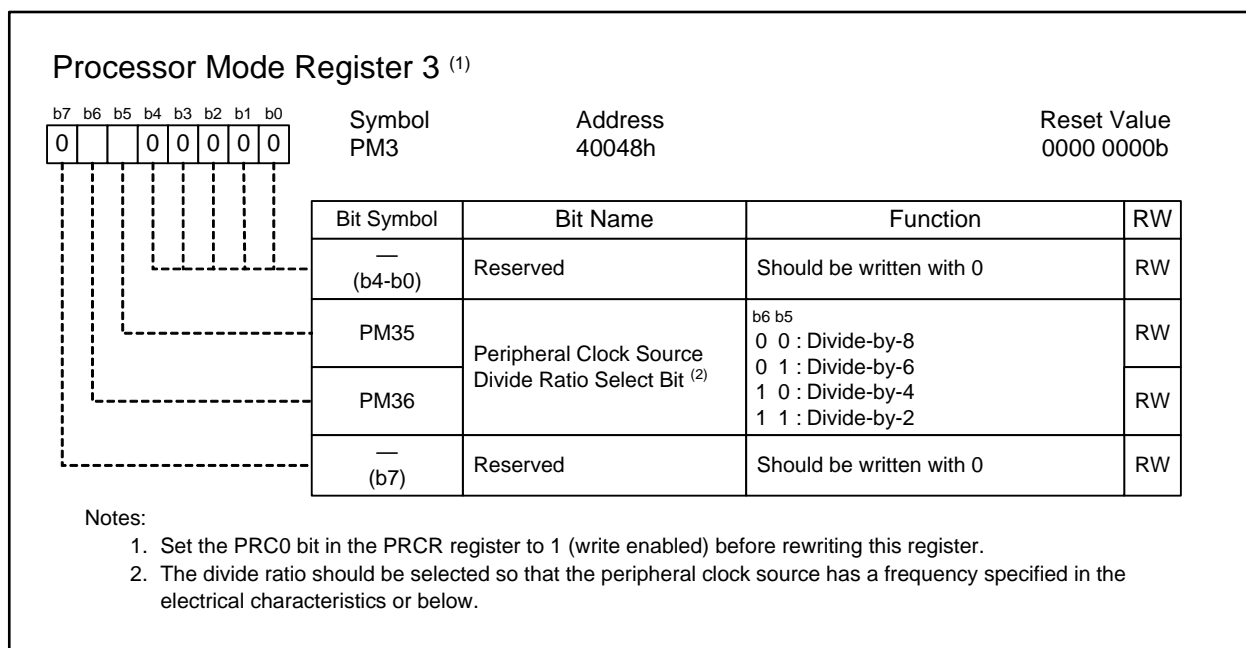 Processor Mode Register 3 (1)
b7 b6 b5 b4 b3 b2 b1 b0
0 0 0 0 0 0
Symbol Address Reset Value
PM3 40048h 0000 0000b
Bit Symbol Bit Name Function RW
—
(b4-b0) Reserved Should be written with 0 RW
PM35
PM36
Peripheral Clock Source
Divide Ratio Select Bit (2)
b6 b5
0 0 : Divide-by-8
0 1 : Divide-by-6
1 0 : Divide-by-4
1 1 : Divide-by-2
RW
RW
—
(b7) Reserved Should be written with 0 RW
Notes:
1. Set the PRC0 bit in the PRCR register to 1 (write enabled) before rewriting this register.
2. The divide ratio should be selected so that the peripheral clock source has a frequency specified in the
electrical characteristics or below.